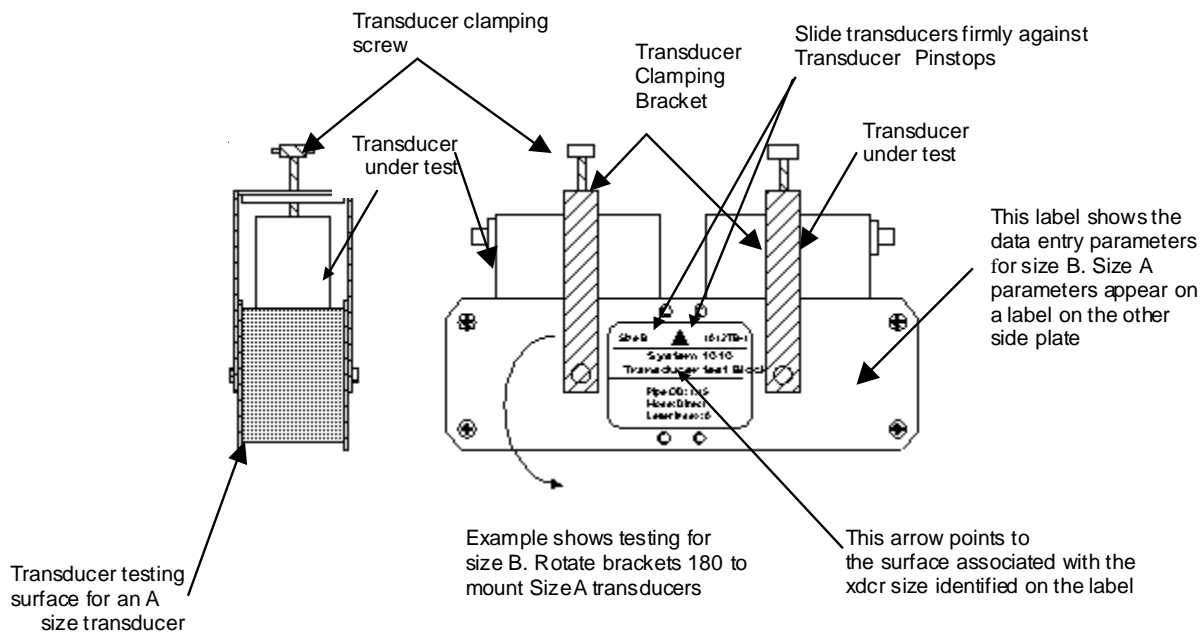 Transducer clamping
screw
Transducer
Clamping
Bracket
Slide transducers firmly against
Transducer Pinstops
Transducer
under test
Transducer
under test
This label shows the
data entry parameters
for size B. Size A
parameters appear on
a label on the other
side plate
Size B
System 1010
Transducer test Block
Example shows testing for
size B. Rotate brackets 180 to
mount Size A transducers
This arrow points to
the surface associated with the
xdcr size identified on the label
Transducer testing
surface for an A
size transducer